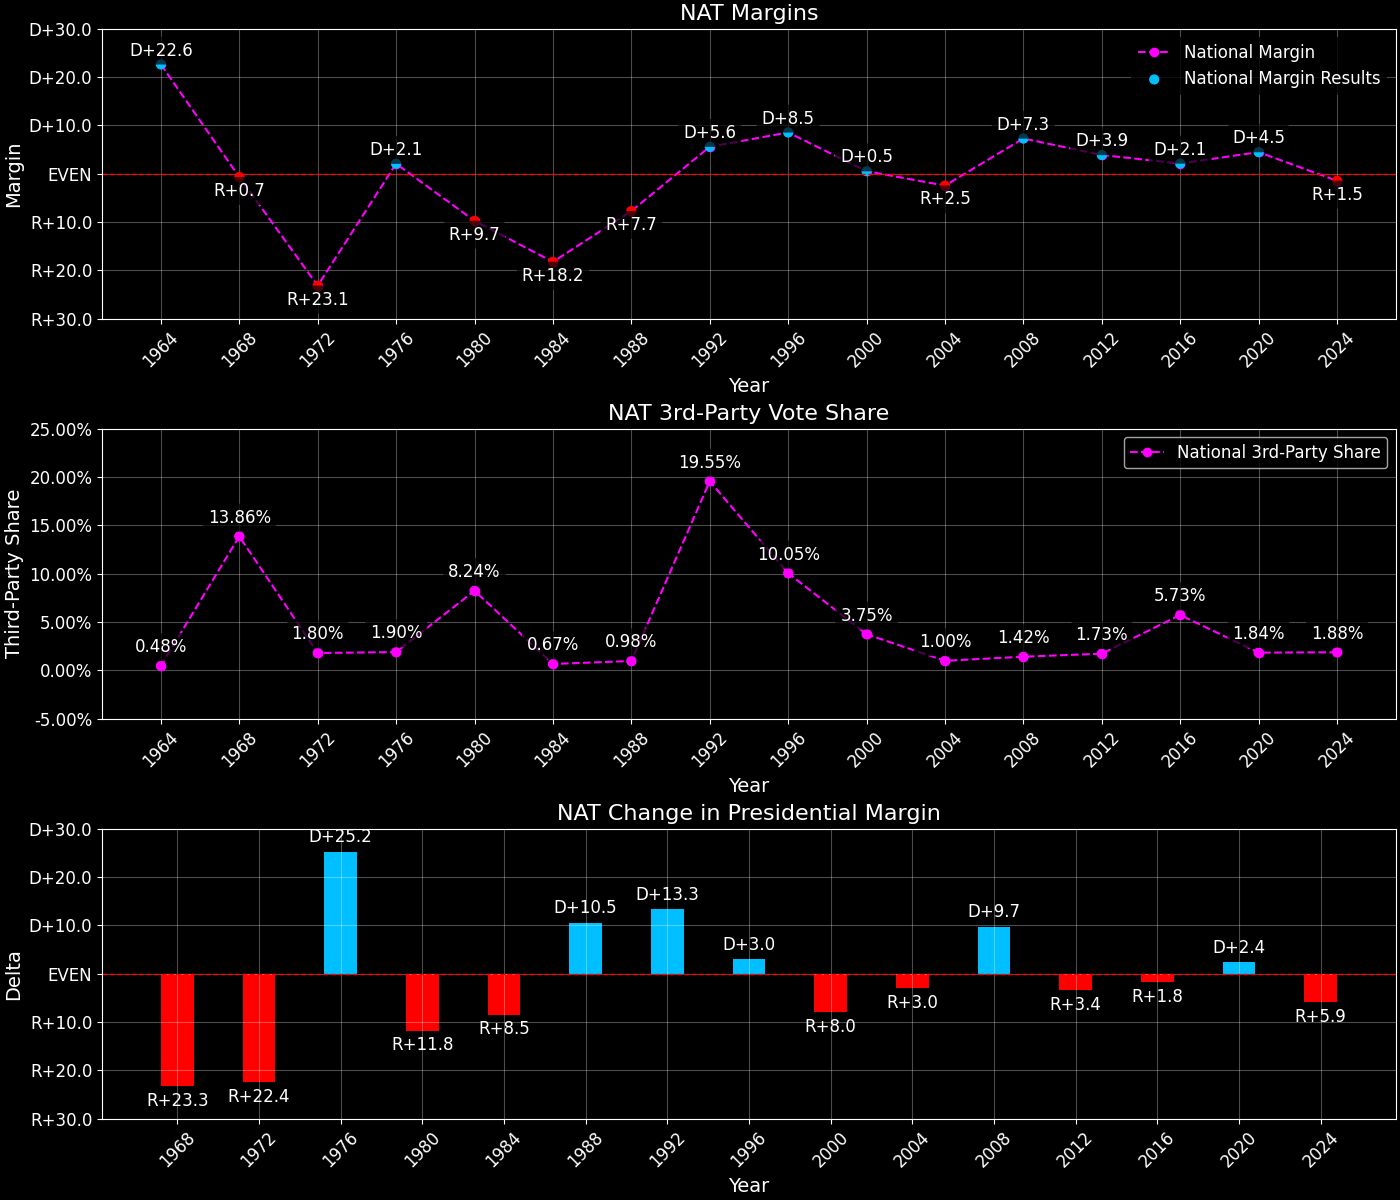 NAT Margins
D+30.0
D+20.0
D+10.0
EVEN
R+10.0
R+20.0
R+30.0
Margin
D+22.6
R+0.7
R+23.1
D+2.1
R+9.7
R+18.2
R+7.7
D+5.6
D+8.5
D+0.5
R+2.5
D+7.3
D+3.9
D+2.1
D+4.5
R+1.5
National Margin
National Margin Results
1964
1968
1972
1976
1980
1984
1988
1992
1996
2000
2004
2008
2012
2016
2020
2024
Year
NAT 3rd-Party Vote Share
25.00%
20.00%
15.00%
10.00%
5.00%
0.00%
-5.00%
Third-Party Share
0.48%
13.86%
1.80%
1.90%
8.24%
0.67%
0.98%
19.55%
10.05%
3.75%
1.00%
1.42%
1.73%
5.73%
1.84%
1.88%
National 3rd-Party Share
1964
1968
1972
1976
1980
1984
1988
1992
1996
2000
2004
2008
2012
2016
2020
2024
Year
NAT Change in Presidential Margin
D+30.0
D+20.0
D+10.0
EVEN
R+10.0
R+20.0
R+30.0
Delta
R+23.3
R+22.4
D+25.2
R+11.8
R+8.5
D+10.5
D+13.3
D+3.0
R+8.0
R+3.0
D+9.7
R+3.4
R+1.8
D+2.4
R+5.9
1968
1972
1976
1980
1984
1988
1992
1996
2000
2004
2008
2012
2016
2020
2024
Year